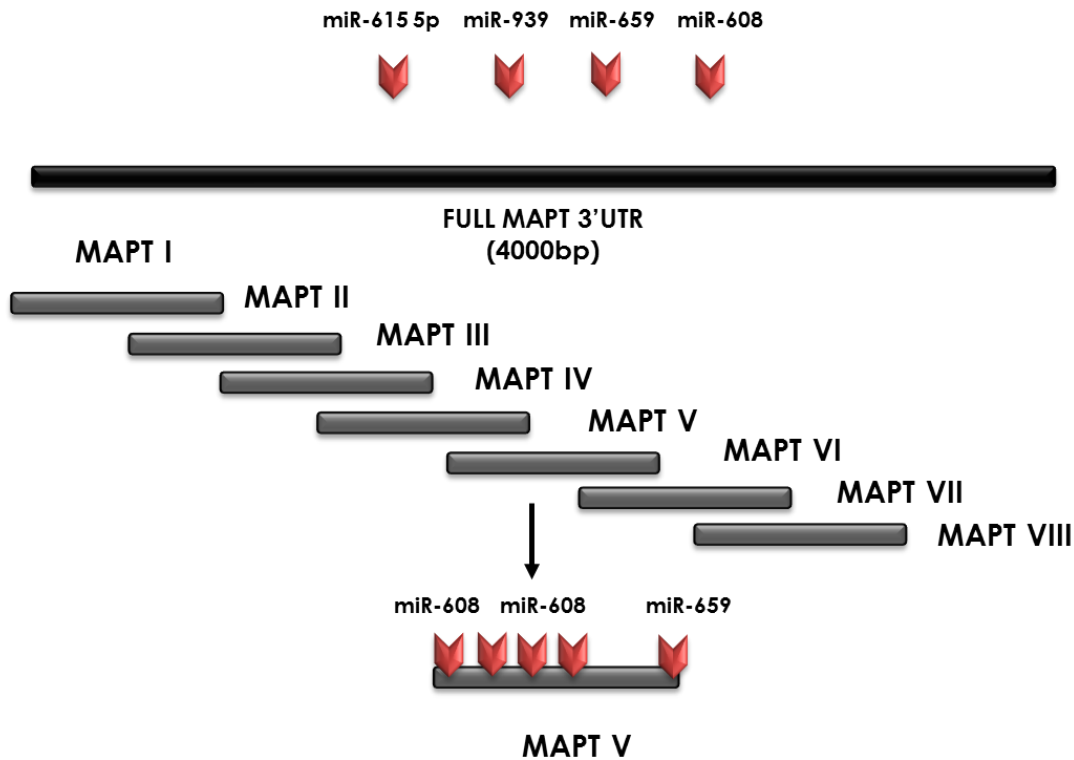 miR-615 5p miR-939 miR-659 miR-608
FULL MAPT 3’UTR
(4000bp)
MAPT I
MAPT II
MAPT III
MAPT IV
MAPT V
MAPT VI
MAPT VII
MAPT VIII
miR-608 miR-608 miR-659
MAPT V